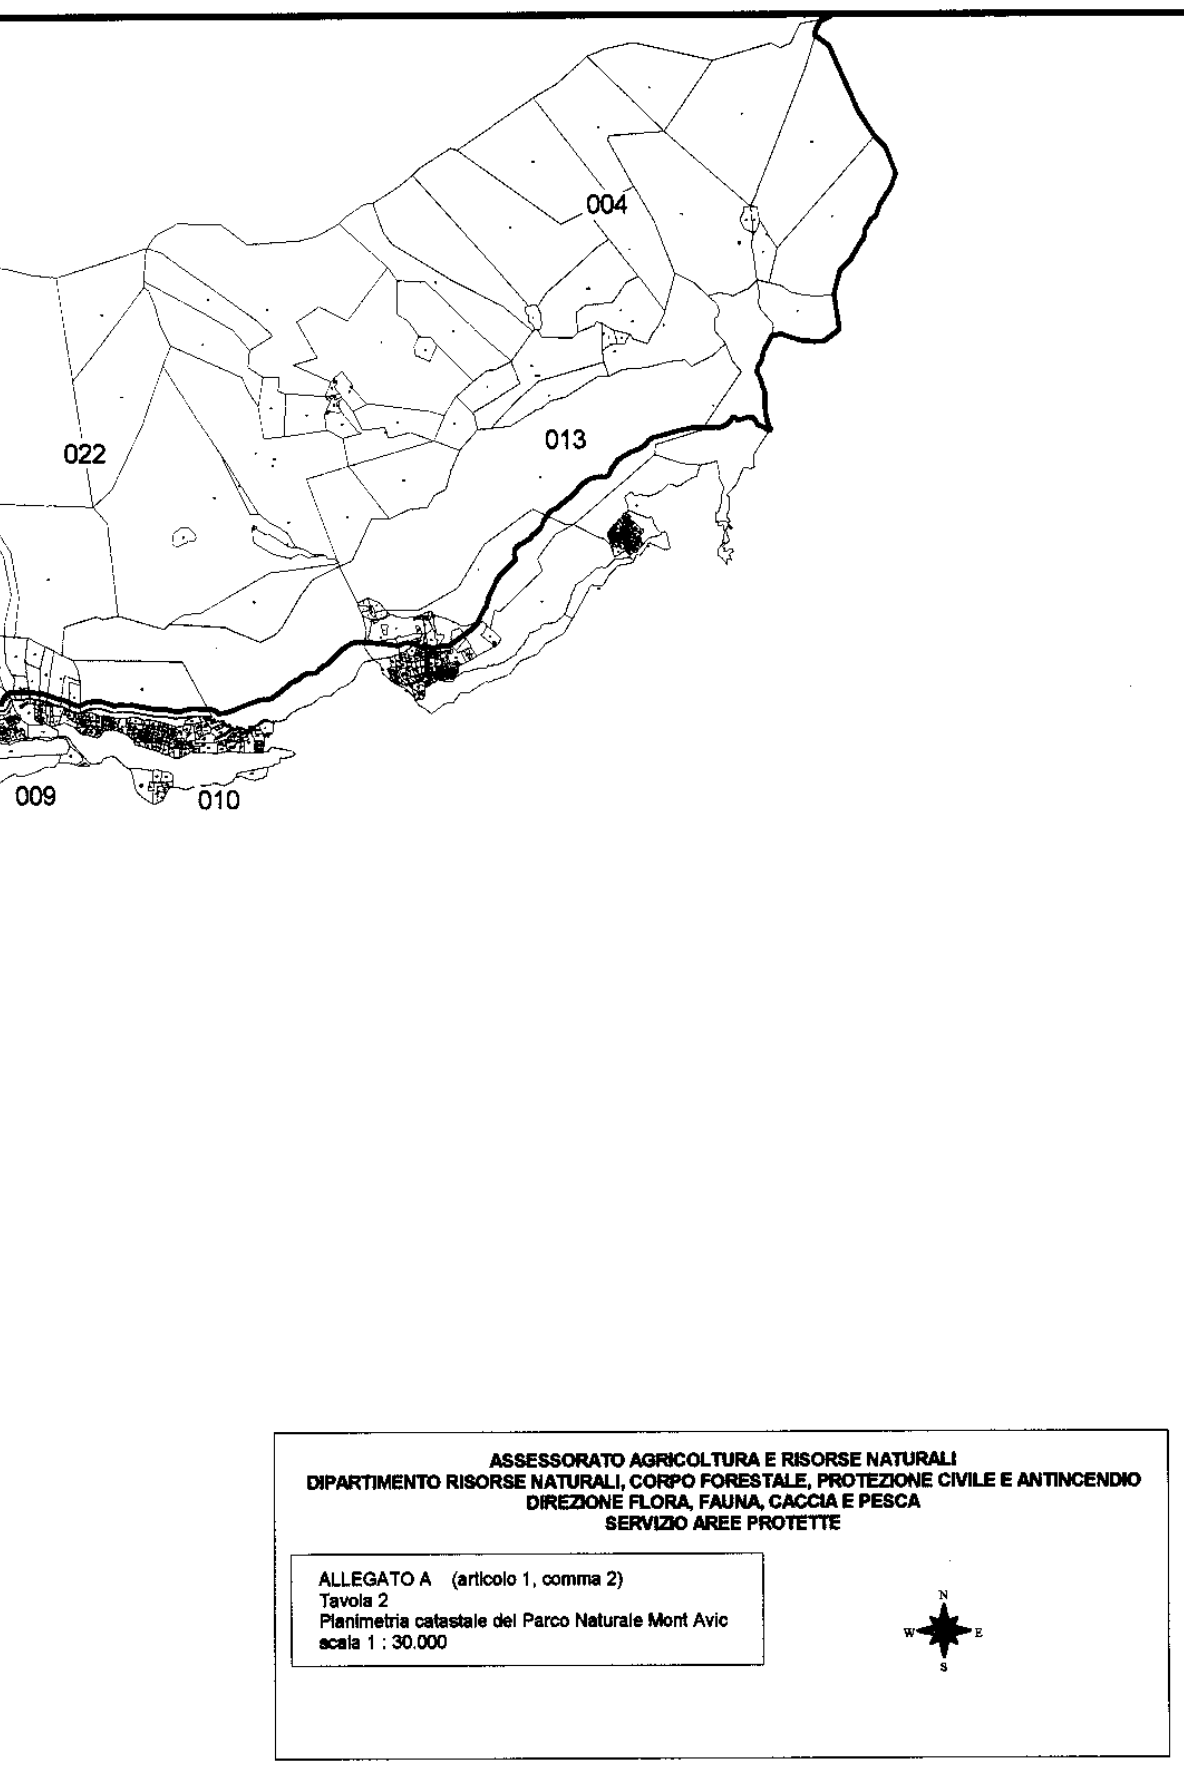 004
013
022
009
010
ASSESSORATO AGRICOLTURA E RISORSE NATURALI
DIPARTIMENTO RISORSE NATURALI, CORPO FORESTALE, PROTEZIONE CIVILE E ANTINCENDIO
DIREZIONE FLORA, FAUNA, CACCIA E PESCA
SERVIZIO AREE PROTETTE
ALLEGATO A (articolo 1, comma 2)
Tavola 2
Planimetria catastale del Parco Naturale Mont Avic
scala 1 : 30.000
N
W E
S